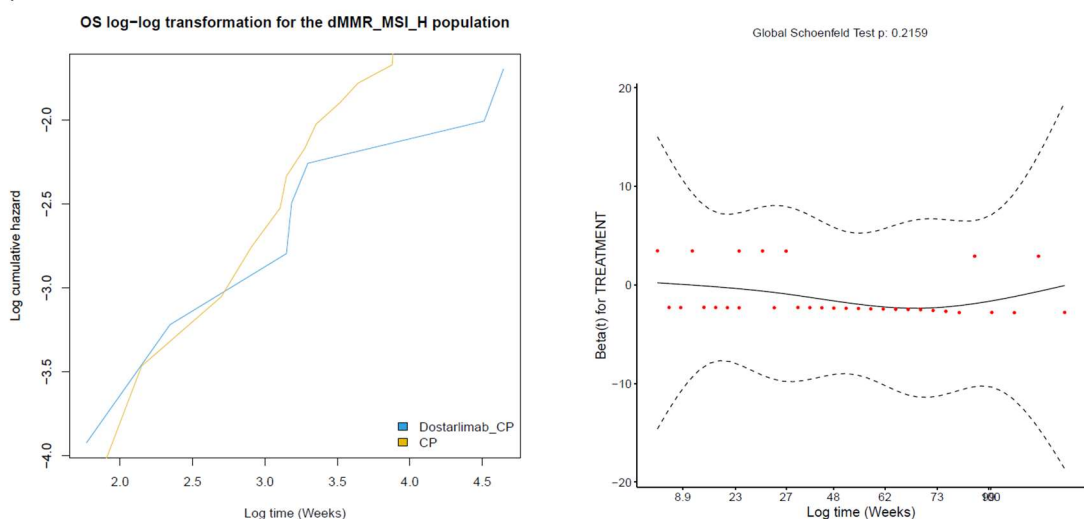 OS log-log transformation for the dMMR_MSI_H population
Log cumulative hazard
-2.0
-2.5
-3.0
-3.5
-4.0
2.0
2.5
3.0
3.5
4.0
4.5
Log time (Weeks)
Dostarlimab_CP
CP
Global Schoenfeld Test p: 0.2159
Beta(t) for TREATMENT
20
10
0
-10
-20
8.9
23
27
48
62
73
Log time (Weeks)